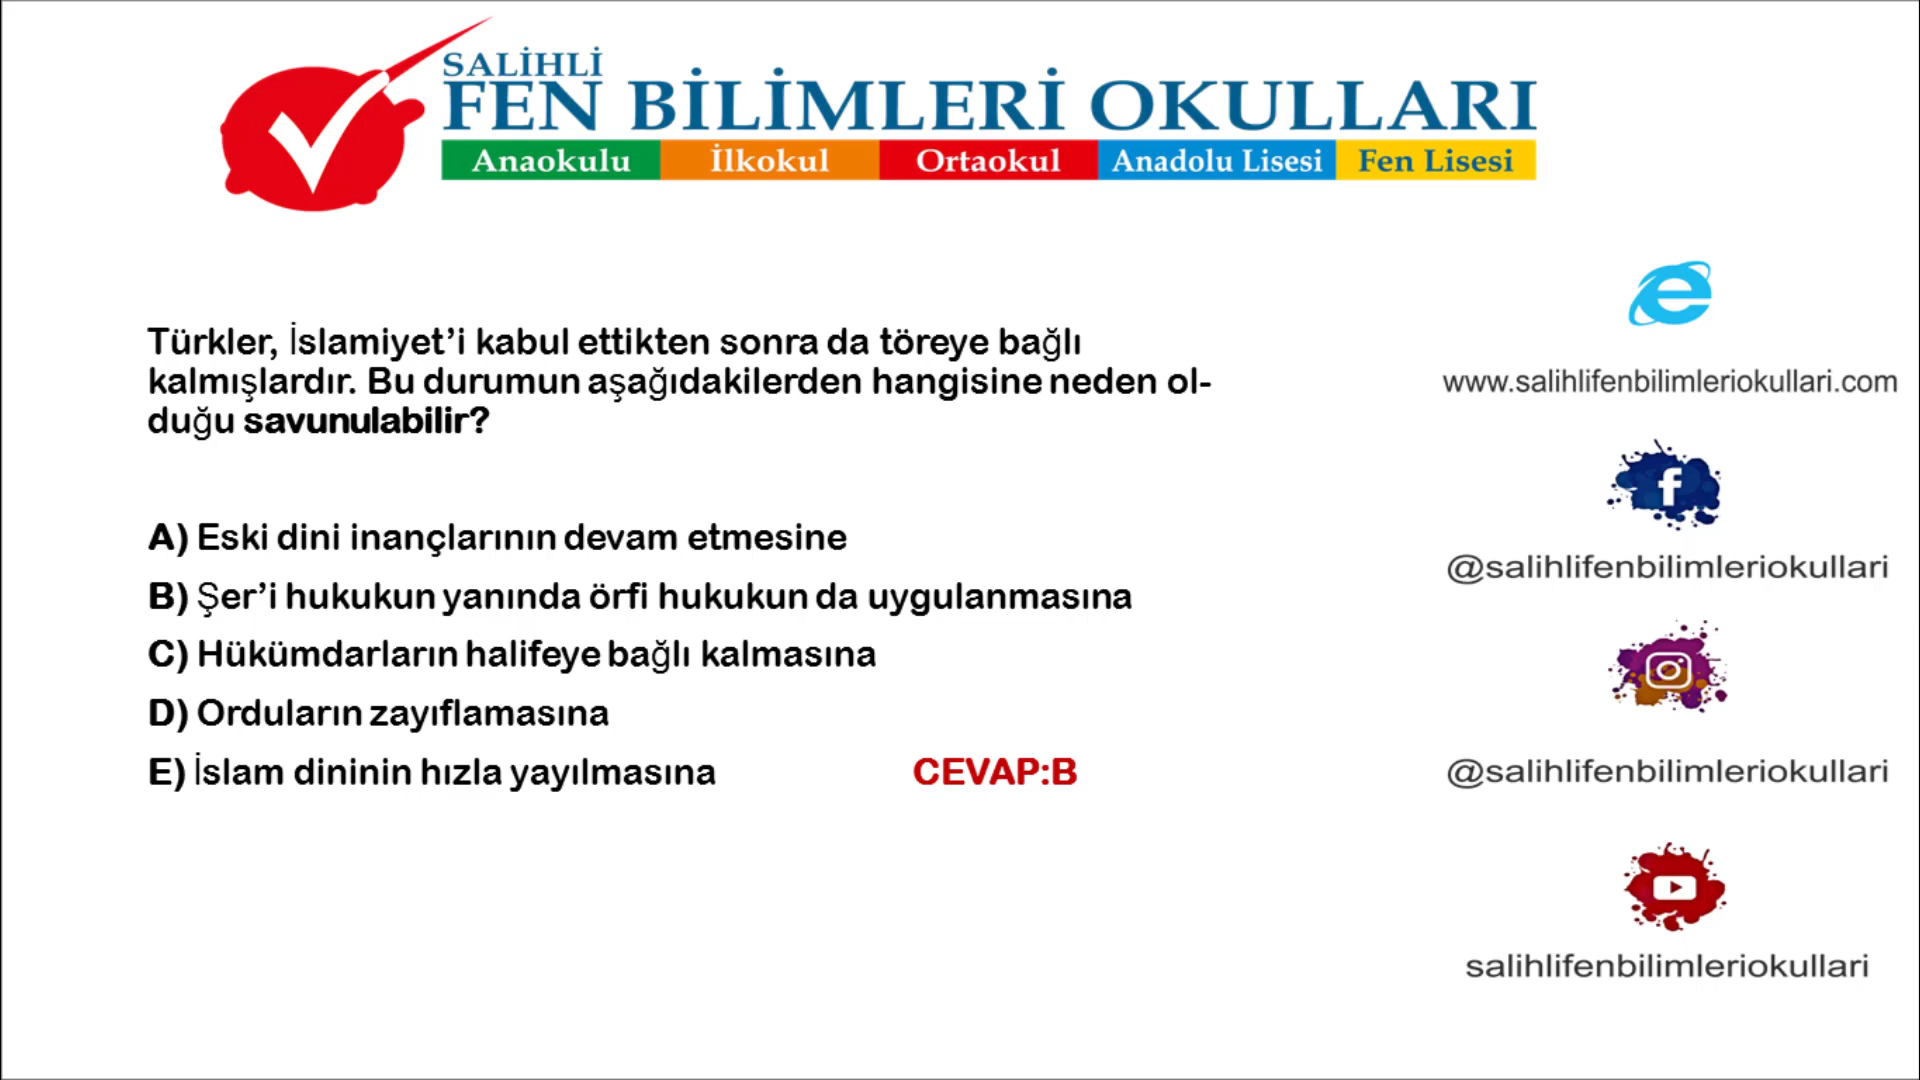 SALİHLİ
FEN BİLİMLERİ OKULLARI
Anaokulu İlkokul Ortaokul Anadolu Lisesi Fen Lisesi
Türkler, İslamiyet’i kabul ettikten sonra da töreye bağlı
kalmışlardır. Bu durumun aşağıdakilerden hangisine neden ol-
duğu savunulabilir?
A) Eski dini inançlarının devam etmesine
B) Şer’i hukukun yanında örfi hukukun da uygulanmasına
C) Hükümdarların halifeye bağlı kalmasına
D) Orduların zayıflamasına
E) İslam dininin hızla yayılmasına
CEVAP:B
www.salihlifenbilimleriokullari.com
@salihlifenbilimleriokullari
@salihlifenbilimleriokullari
salihlifenbilimleriokullari